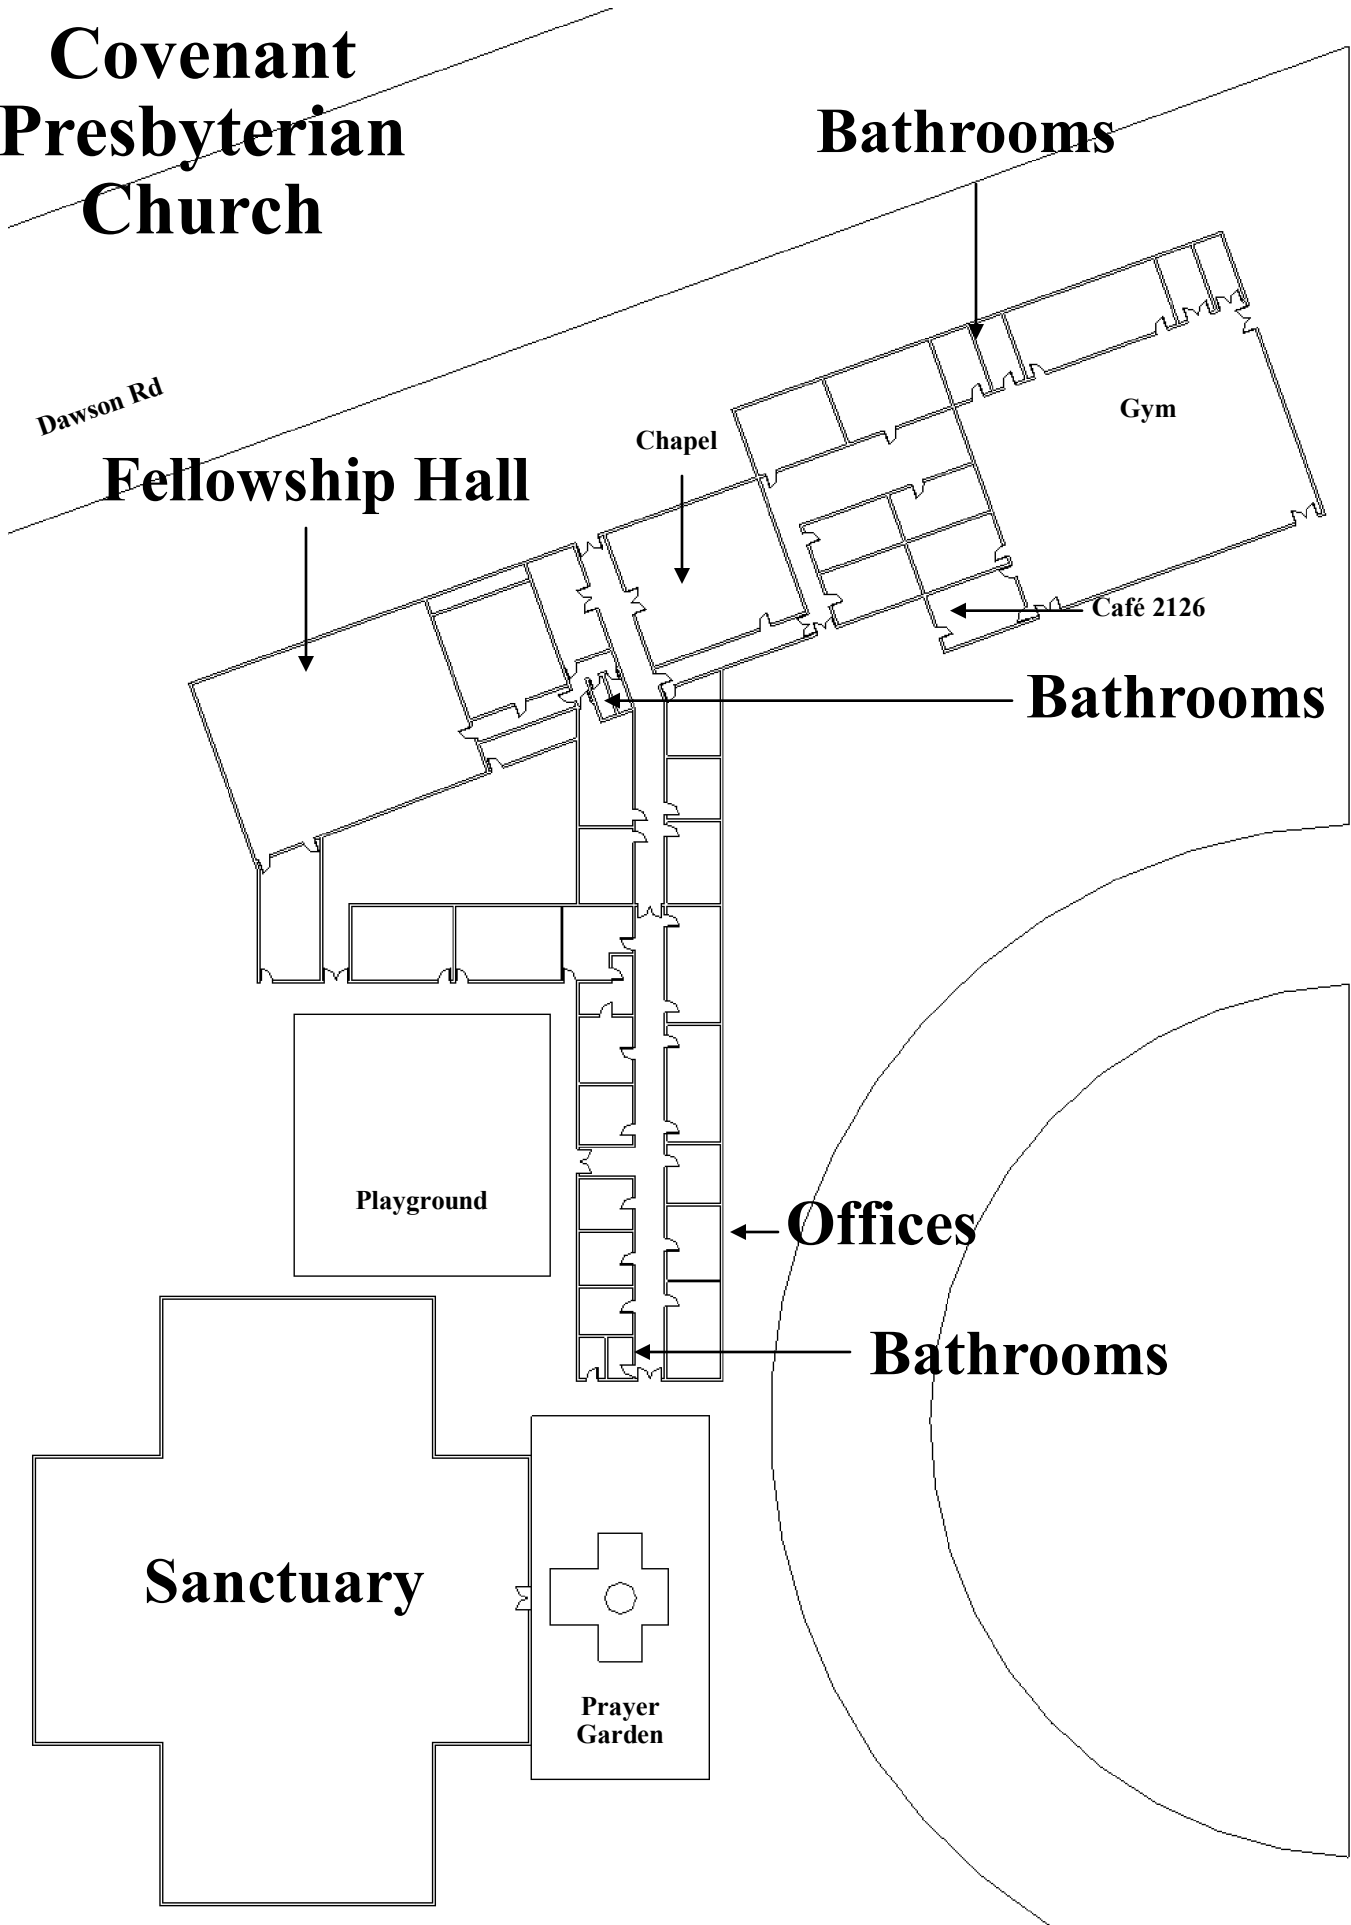 Covenant
Presbyterian
Church
Bathrooms
Dawson Rd
Gym
Chapel
Fellowship Hall
Café 2126
Bathrooms
Playground
Offices
Bathrooms
Sanctuary
Prayer
Garden